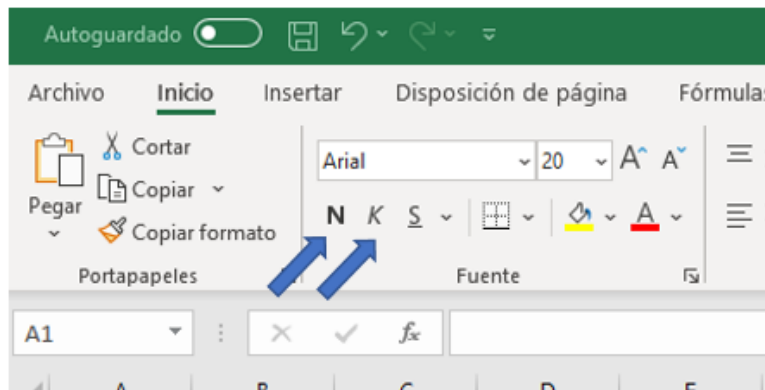 Autoguardado
Archivo Inicio Insertar Disposición de página Fórmulas
Cortar
Copiar
Pegar
Copiar formato
Portapapeles
Arial 20 A A
N K S A
Fuente
A1 fx
A B C D E